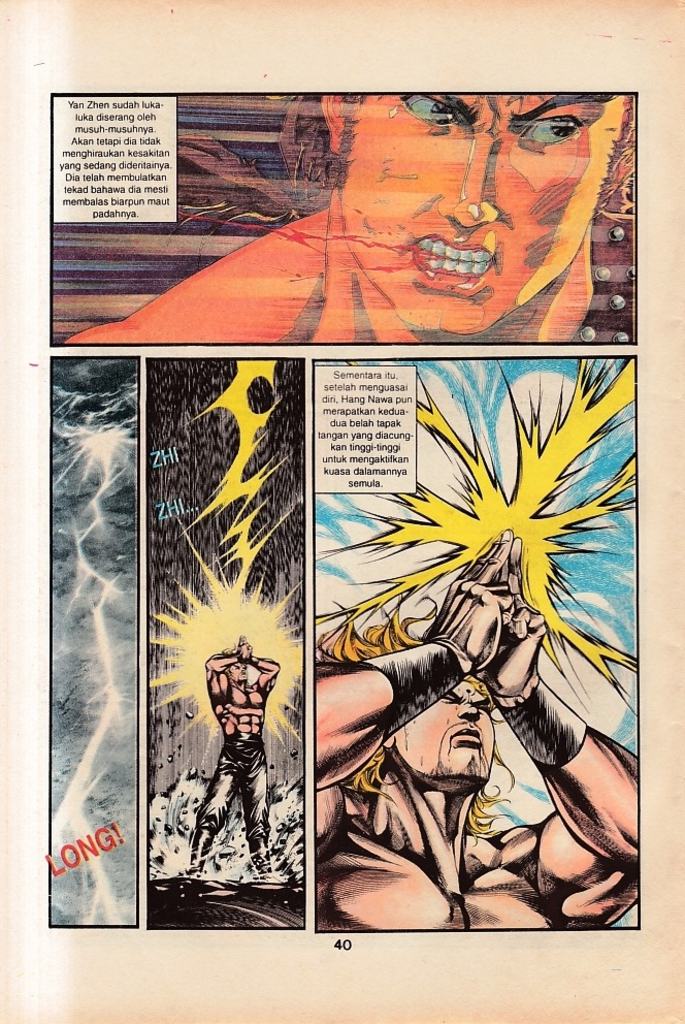 Yan Zhen sudah luka-
luka diserang oleh
musuh-musuhnya.
Akan tetapi dia tidak
menghiraukan kesakitan
yang sedang dideritainya.
Dia telah membulatkan
tekad bahawa dia mesti
membalas biarpun maut
padahnya.
LONG!
ZHI
ZHI...
Sementara itu,
setelah menguasai
diri, Hang Nawa pun
merapatkan kedua-
dua belah tapak
tangan yang diacung-
kan tinggi-tinggi
untuk mengaktifkan
kuasa dalamannya
semula.
40